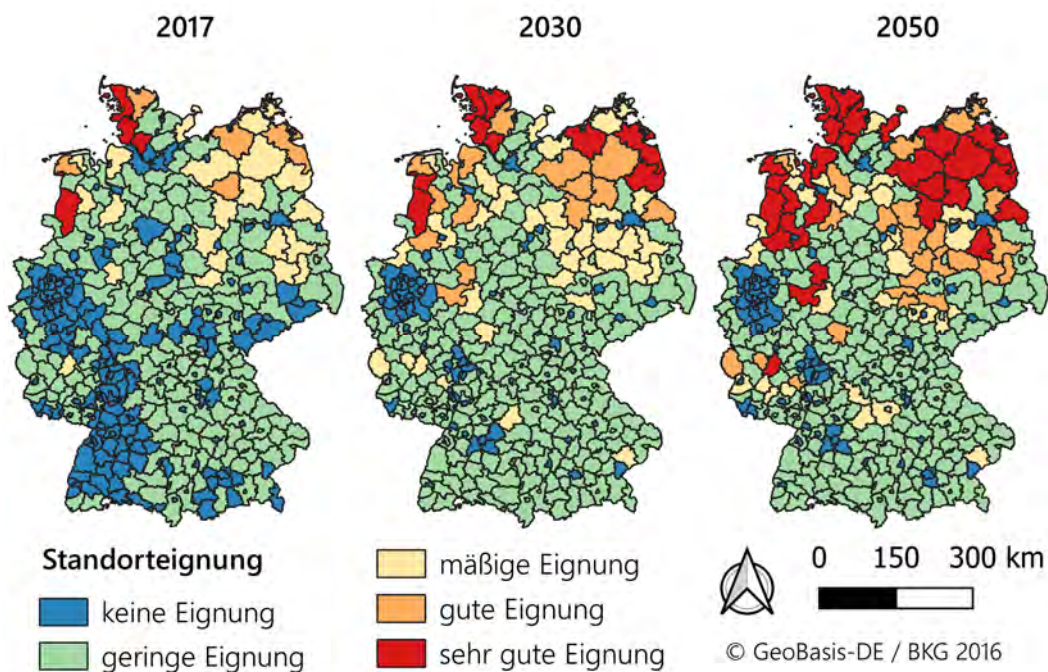 2017
2030
2050
Standorteignung
keine Eignung
geringe Eignung
mäßige Eignung
gute Eignung
sehr gute Eignung
0 150 300 km
© GeoBasis-DE / BKG 2016